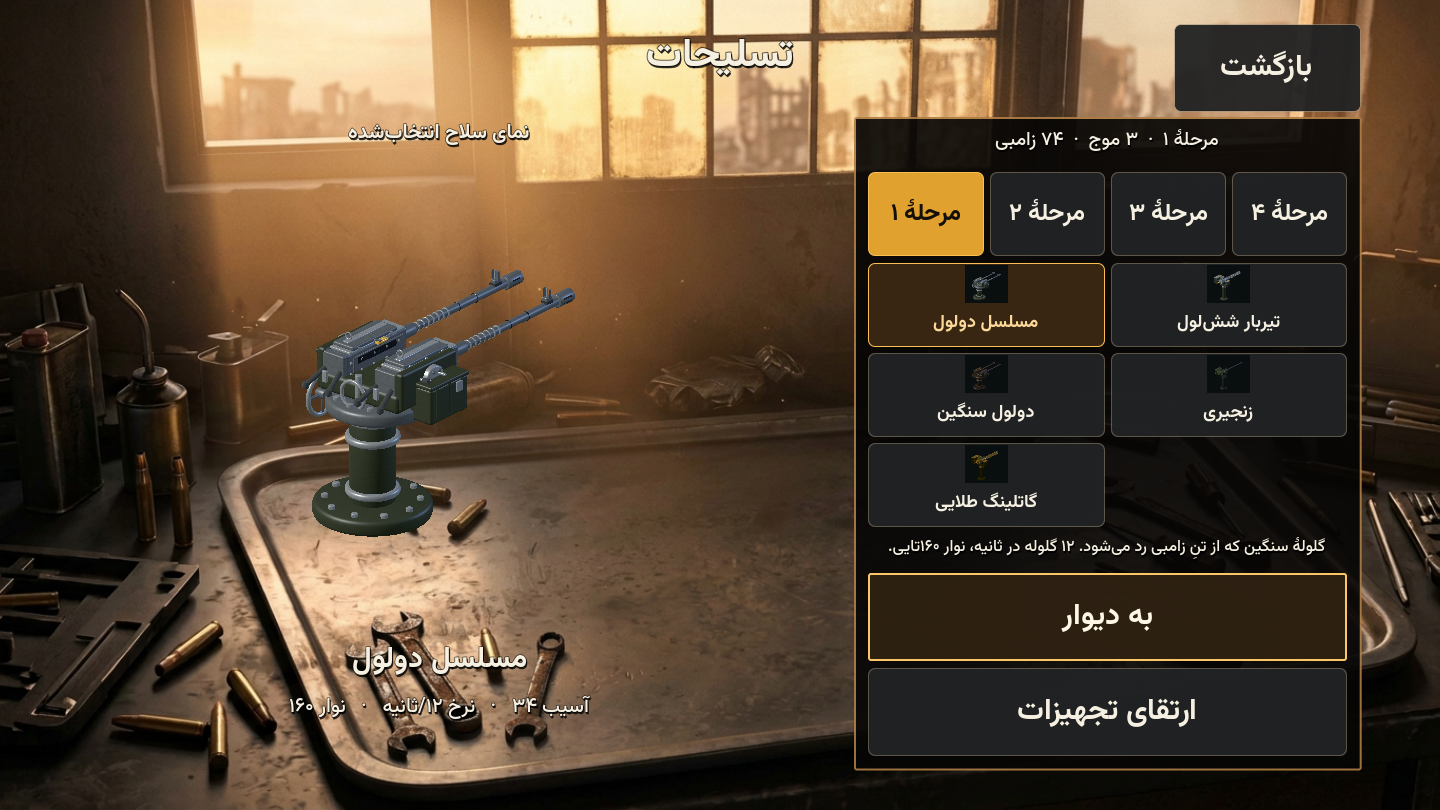 تسلیحات
بازگشت
نمای سلاح انتخاب‌شده
مرحلهٔ ۱ · ۳ موج · ۷۴ زامبی
مرحلهٔ ۴
مرحلهٔ ۳
مرحلهٔ ۲
مرحلهٔ ۱
تیربار شش‌لول
مسلسل دولول
زنجیری
دولول سنگین
گاتلینگ طلایی
گلولهٔ سنگین که از تنِ زامبی رد می‌شود. ۱۲ گلوله در ثانیه، نوار ۱۶۰تایی.
به دیوار
ارتقای تجهیزات
مسلسل دولول
آسیب ۳۴ · نرخ ۱۲/ثانیه · نوار ۱۶۰